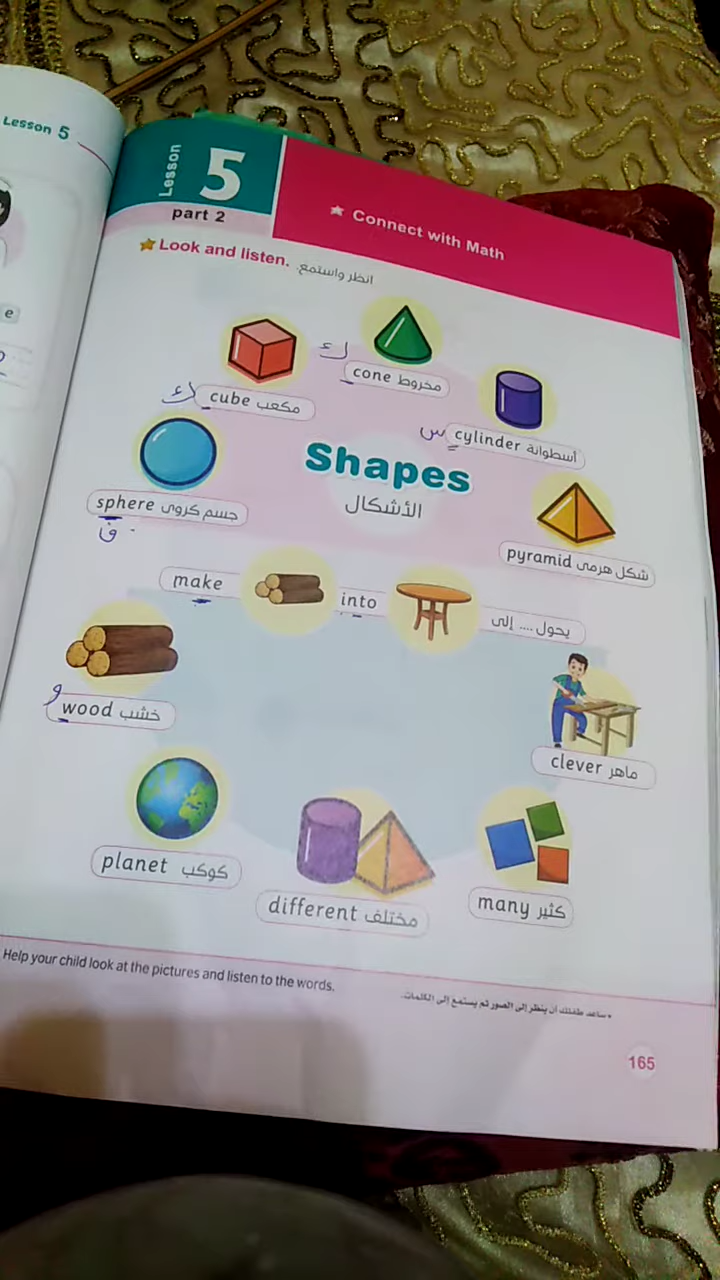 Lesson 5
e
Lesson 5
part 2
Connect with Math
Look and listen. انظر واستمع.
ك
cone مخروط
ك
cube مكعب
س
cylinder أسطوانة
Shapes
الأشكال
sphere جسم كروى
ف
pyramid شكل هرمى
make into يحول .... إلى
و
wood خشب
clever ماهر
planet كوكب
different مختلف
many كثير
Help your child look at the pictures and listen to the words.
• ساعد طفلك أن ينظر إلى الصور ثم يستمع إلى الكلمات.
165